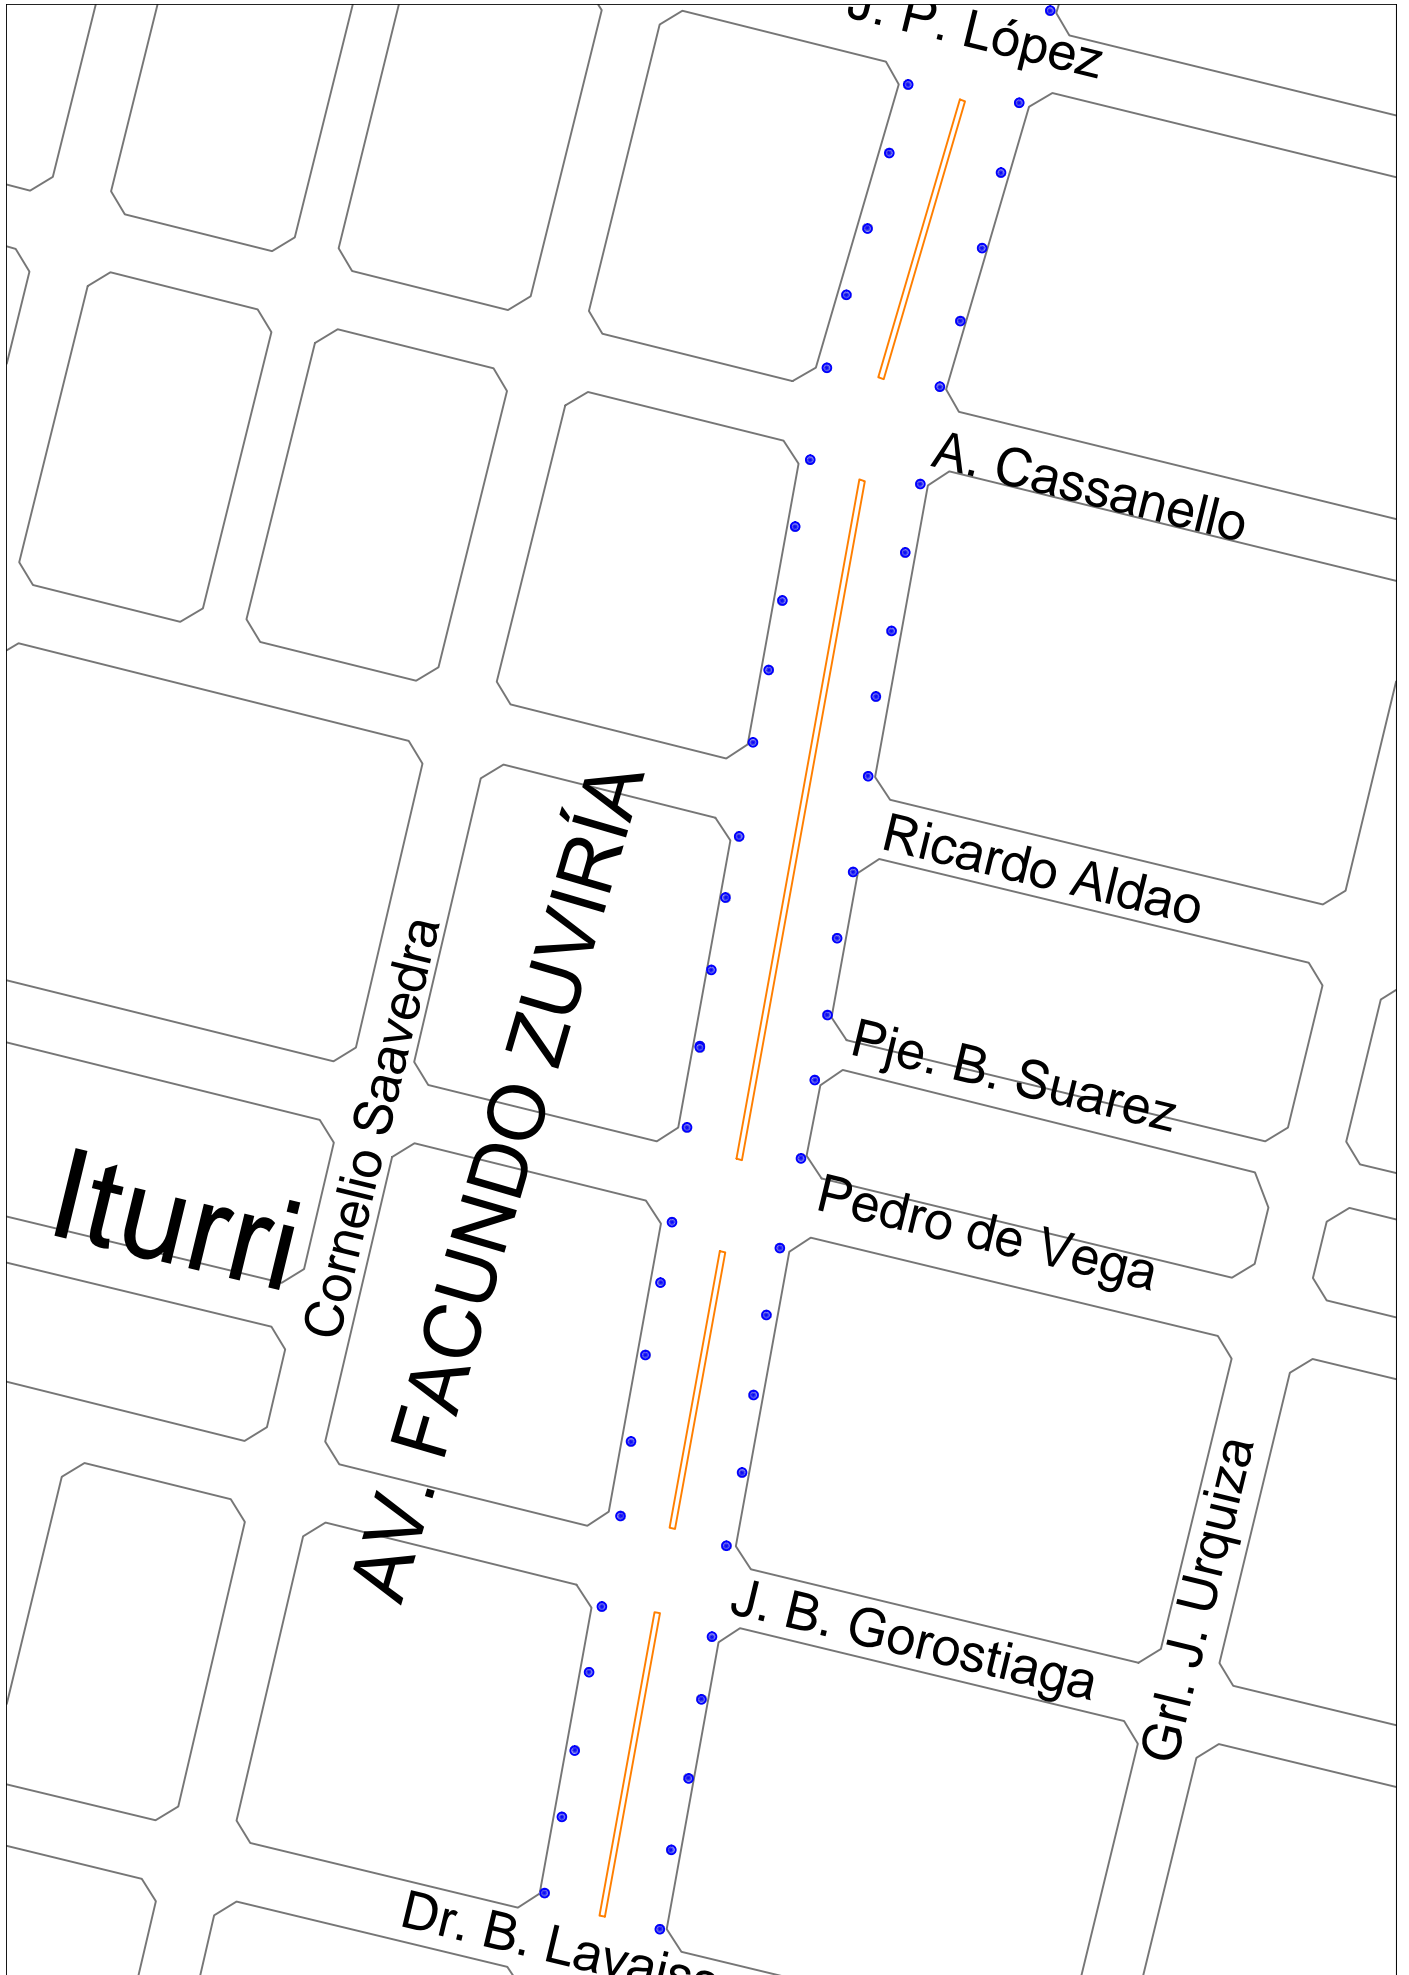 J. P. López
A. Cassanello
Ricardo Aldao
Pje. B. Suarez
Pedro de Vega
AV. FACUNDO ZUVIRÍA
Cornelio Saavedra
Iturri
J. B. Gorostiaga
Grl. J. Urquiza
Dr. B.